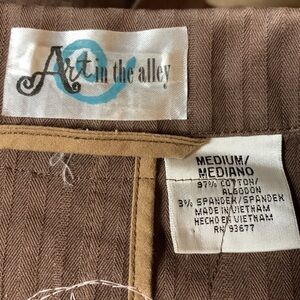 Art in the alley
MEDIUM/
MEDIANO
97% COTTON/
ALGODON
3% SPANDEX/SPANDEX
MADE IN VIETNAM
HECHO EN VIETNAM
RN 93677